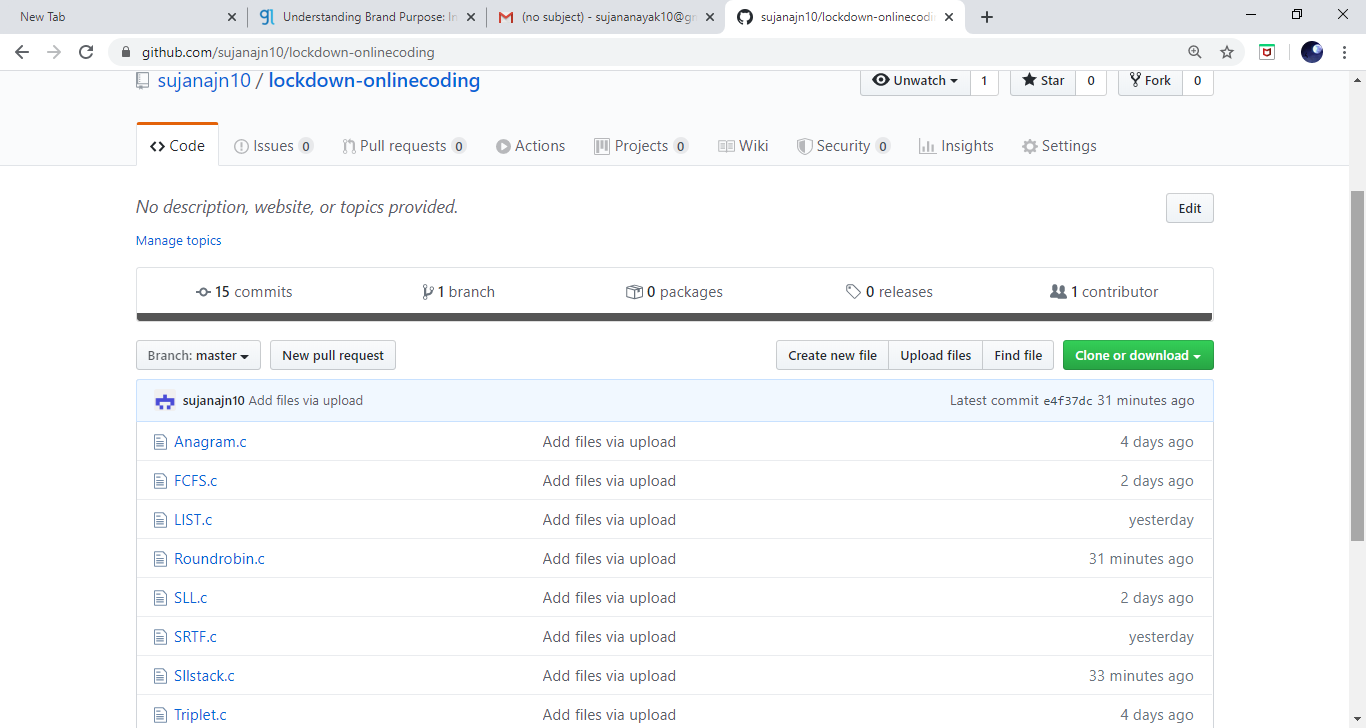 New Tab
gl Understanding Brand Purpose: In
(no subject) - sujananayak10@gm
sujanajn10/lockdown-onlinecodi
github.com/sujanajn10/lockdown-onlinecoding
sujanajn10 / lockdown-onlinecoding
Unwatch 1 Star 0 Fork 0
Code Issues 0 Pull requests 0 Actions Projects 0 Wiki Security 0 Insights Settings
No description, website, or topics provided.
Edit
Manage topics
15 commits 1 branch 0 packages 0 releases 1 contributor
Branch: master New pull request Create new file Upload files Find file Clone or download
sujanajn10 Add files via upload Latest commit e4f37dc 31 minutes ago
Anagram.c Add files via upload 4 days ago
FCFS.c Add files via upload 2 days ago
LIST.c Add files via upload yesterday
Roundrobin.c Add files via upload 31 minutes ago
SLL.c Add files via upload 2 days ago
SRTF.c Add files via upload yesterday
Sllstack.c Add files via upload 33 minutes ago
Triplet.c Add files via upload 4 days ago